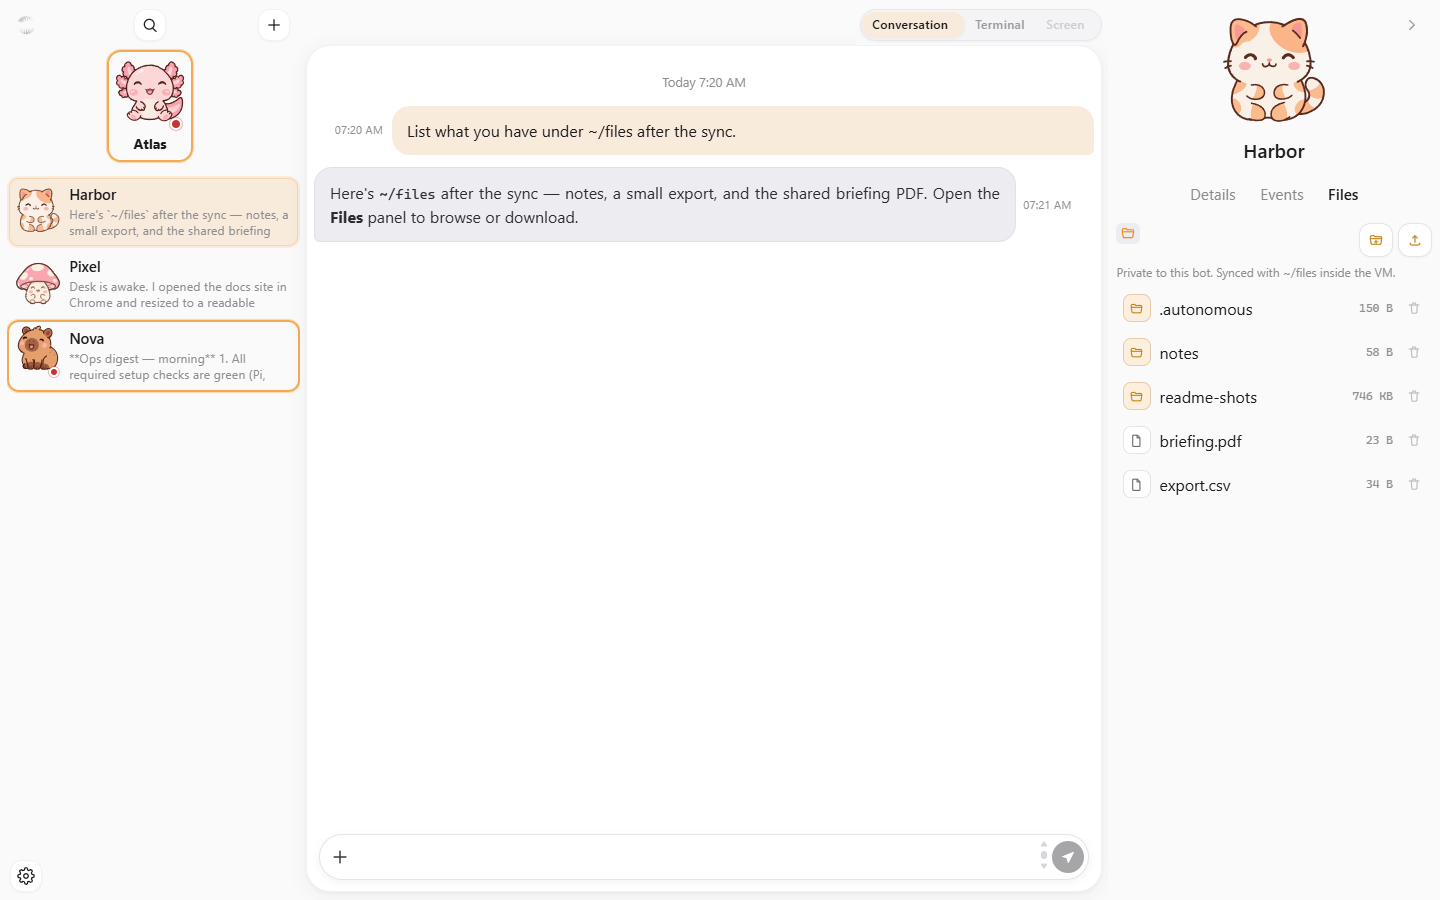 Atlas
Harbor
Here's `~/files` after the sync — notes, a
small export, and the shared briefing
Pixel
Desk is awake. I opened the docs site in
Chrome and resized to a readable
Nova
**Ops digest — morning** 1. All
required setup checks are green (Pi,
Conversation
Terminal
Screen
Today 7:20 AM
07:20 AM
List what you have under ~/files after the sync.
Here's ~/files after the sync — notes, a small export, and the shared briefing PDF. Open the
Files panel to browse or download.
07:21 AM
Harbor
Details
Events
Files
Private to this bot. Synced with ~/files inside the VM.
.autonomous 150 B
notes 58 B
readme-shots 746 KB
briefing.pdf 23 B
export.csv 34 B